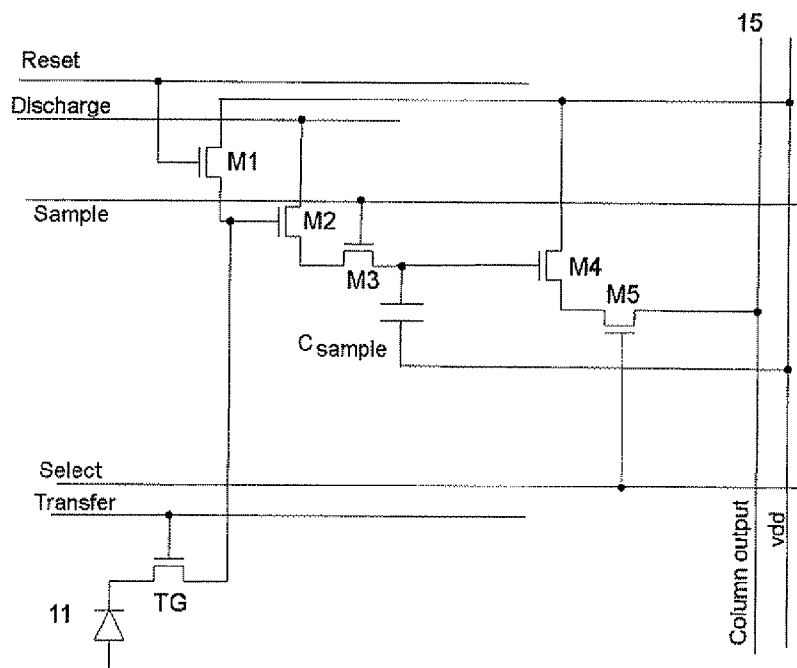 15
Reset
Discharge
M1
Sample
M2
M3
M4
M5
C sample
Select
Transfer
TG
11
Column output
vdd